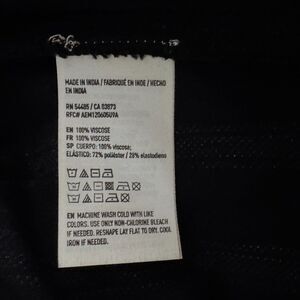 MADE IN INDIA / FABRIQUÉ EN INDE / HECHO
EN INDIA
RN 54485 / CA 03873
RFC# AEM120605U9A
EN 100% VISCOSE
FR 100% VISCOSE
SP CUERPO: 100% viscosa;
ELÁSTICO: 72% poliéster / 28% elastodieno
EN MACHINE WASH COLD WITH LIKE
COLORS. USE ONLY NON-CHLORINE BLEACH
IF NEEDED. RESHAPE LAY FLAT TO DRY. COOL
IRON IF NEEDED.